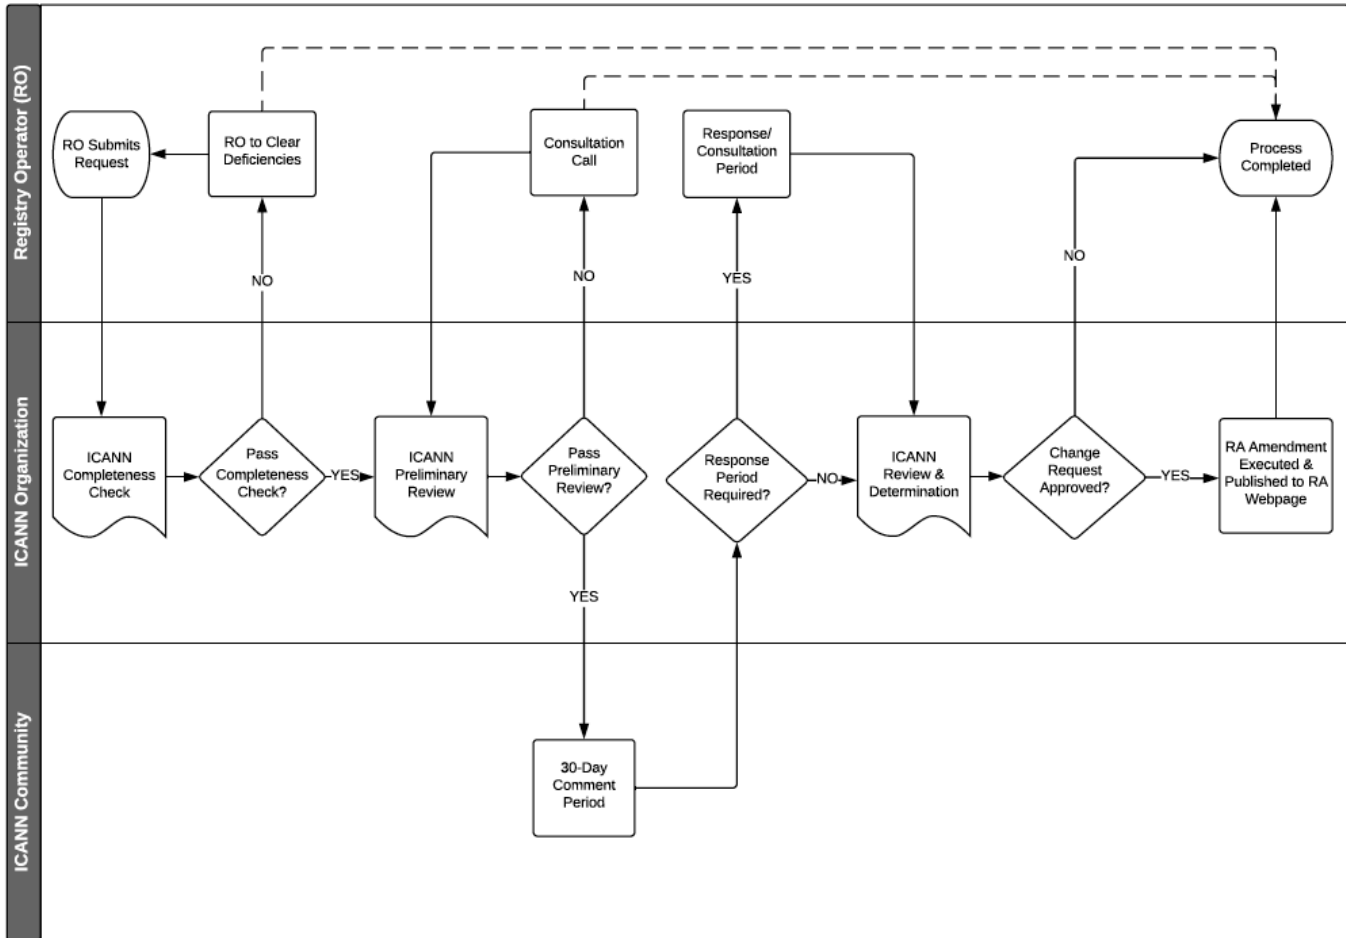 Registry Operator (RO)
RO Submits
Request
RO to Clear
Deficiencies
Consultation
Call
Response/
Consultation
Period
Process
Completed
NO
NO
YES
NO
ICANN Organization
ICANN
Completeness
Check
Pass
Completeness
Check?
YES
ICANN
Preliminary
Review
Pass
Preliminary
Review?
Response
Period
Required?
NO
ICANN
Review &
Determination
Change
Request
Approved?
YES
RA Amendment
Executed &
Published to RA
Webpage
YES
ICANN Community
30-Day
Comment
Period